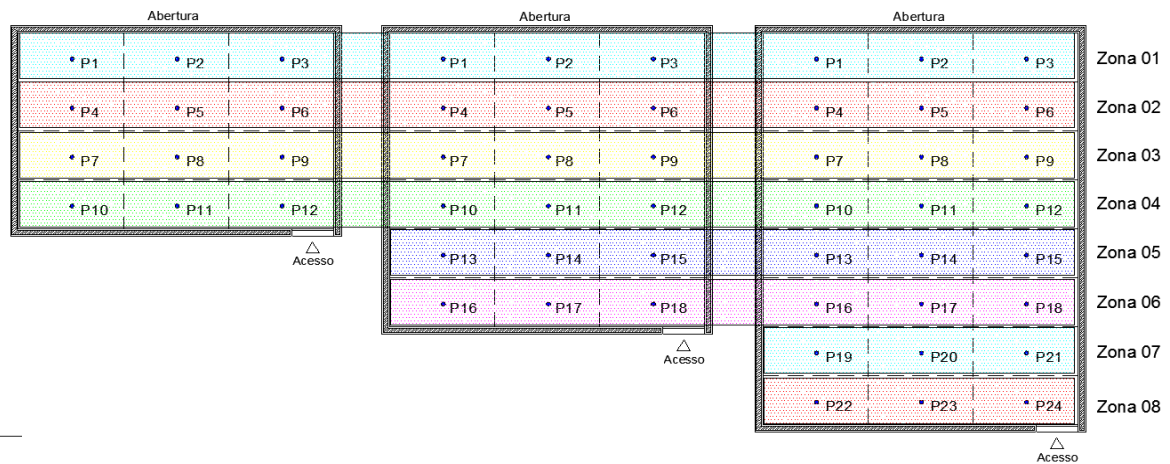 Abertura Abertura Abertura
P1 P2 P3 P1 P2 P3 P1 P2 P3 Zona 01
P4 P5 P6 P4 P5 P6 P4 P5 P6 Zona 02
P7 P8 P9 P7 P8 P9 P7 P8 P9 Zona 03
P10 P11 P12 P10 P11 P12 P10 P11 P12 Zona 04
Acesso P13 P14 P15 P13 P14 P15 Zona 05
P16 P17 P18 P16 P17 P18 Zona 06
Acesso P19 P20 P21 Zona 07
P22 P23 P24 Zona 08
Acesso